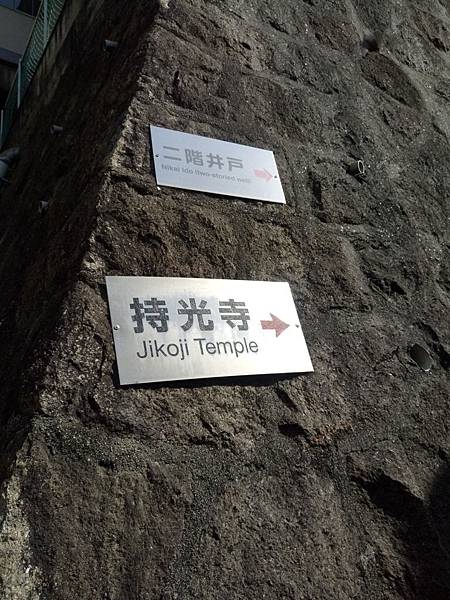 二階井戸
Nikai Ido (two-storied well)
持光寺
Jikoji Temple